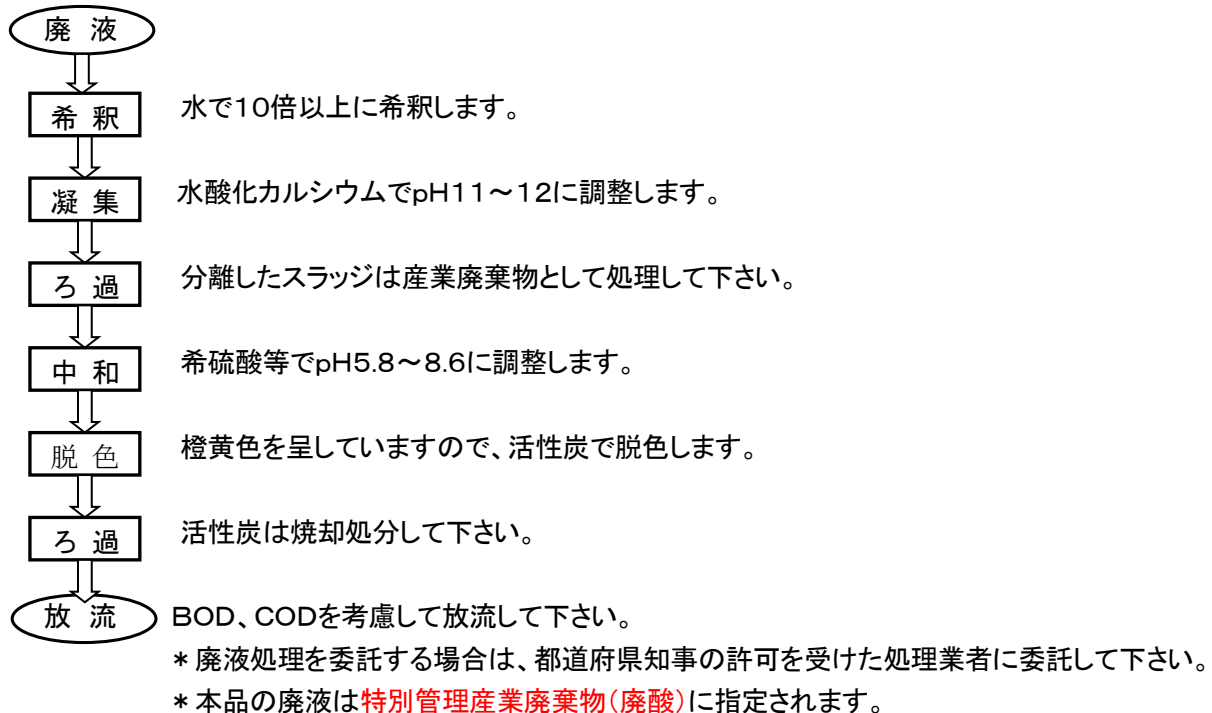 廃 液
希 釈 水で10倍以上に希釈します。
凝 集 水酸化カルシウムでpH11～12に調整します。
ろ 過 分離したスラッジは産業廃棄物として処理して下さい。
中 和 希硫酸等でpH5.8～8.6に調整します。
脱 色 橙黄色を呈していますので、活性炭で脱色します。
ろ 過 活性炭は焼却処分して下さい。
放 流 BOD、CODを考慮して放流して下さい。
＊廃液処理を委託する場合は、都道府県知事の許可を受けた処理業者に委託して下さい。
＊本品の廃液は特別管理産業廃棄物（廃酸）に指定されます。